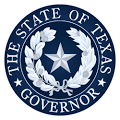 THE STATE OF TEXAS
GOVERNOR